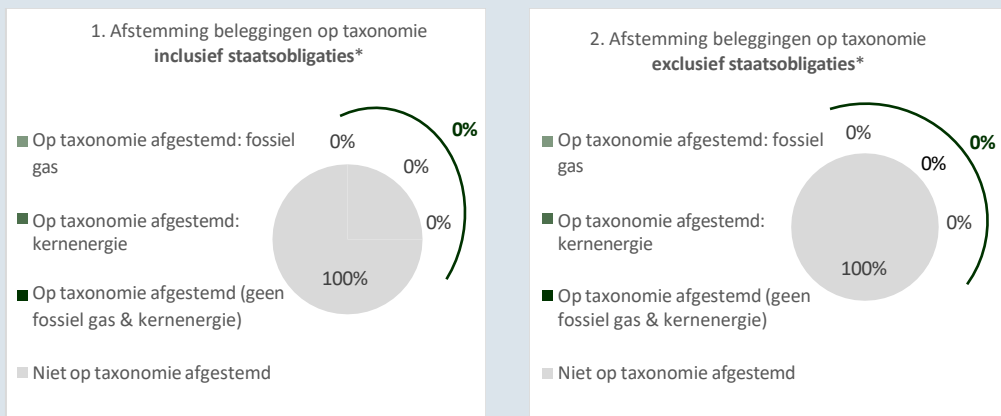 1. Afstemming beleggingen op taxonomie
inclusief staatsobligaties*
Op taxonomie afgestemd: fossiel
gas
Op taxonomie afgestemd:
kernenergie
Op taxonomie afgestemd (geen
fossiel gas & kernenergie)
Niet op taxonomie afgestemd
0%
0%
0%
0%
100%
2. Afstemming beleggingen op taxonomie
exclusief staatsobligaties*
Op taxonomie afgestemd: fossiel
gas
Op taxonomie afgestemd:
kernenergie
Op taxonomie afgestemd (geen
fossiel gas & kernenergie)
Niet op taxonomie afgestemd
0%
0%
0%
0%
100%